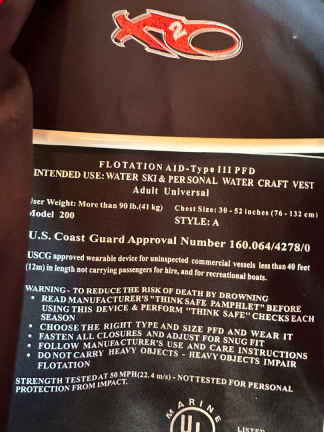 X2O
FLOTATION AID-Type III PFD
INTENDED USE: WATER SKI & PERSONAL WATER CRAFT VEST
Adult Universal
User Weight: More than 90 lb.(41 kg) Chest Size: 30 - 52 inches (76 - 132 cm)
Model 200 STYLE: A
U.S. Coast Guard Approval Number 160.064/4278/0
USCG approved wearable device for uninspected commercial vessels less than 40 feet
(12m) in length not carrying passengers for hire, and for recreational boats.
WARNING - TO REDUCE THE RISK OF DEATH BY DROWNING
• READ MANUFACTURER'S "THINK SAFE PAMPHLET" BEFORE
USING THIS DEVICE & PERFORM "THINK SAFE" CHECKS EACH
SEASON
• CHOOSE THE RIGHT TYPE AND SIZE PFD AND WEAR IT
• FASTEN ALL CLOSURES AND ADJUST FOR SNUG FIT
• FOLLOW MANUFACTURER'S USE AND CARE INSTRUCTIONS
• DO NOT CARRY HEAVY OBJECTS - HEAVY OBJECTS IMPAIR
FLOTATION
STRENGTH TESTED AT 50 MPH(22.4 m/s) - NOT TESTED FOR PERSONAL
PROTECTION FROM IMPACT.
MARINE
UL
LISTED